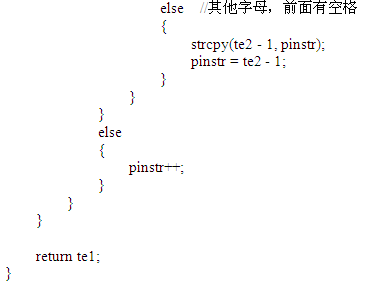 else //其他字母，前面有空格
{
strcpy(te2 - 1, pinstr);
pinstr = te2 - 1;
}
}
}
else
{
pinstr++;
}
}
}
return te1;
}